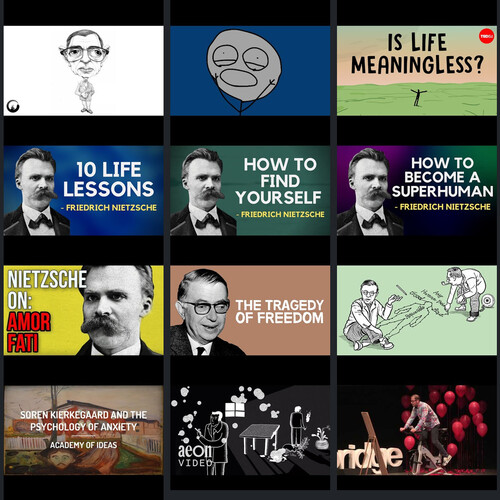 IS LIFE
MEANINGLESS?
10 LIFE
LESSONS
- FRIEDRICH NIETZSCHE
HOW TO
FIND
YOURSELF
- FRIEDRICH NIETZSCHE
HOW TO
BECOME A
SUPERHUMAN
- FRIEDRICH NIETZSCHE
NIETZSCHE
ON:
AMOR
FATI
THE TRAGEDY
OF FREEDOM
SØREN KIERKEGAARD AND THE
PSYCHOLOGY OF ANXIETY
ACADEMY OF IDEAS
aeon
VIDEO
ridge